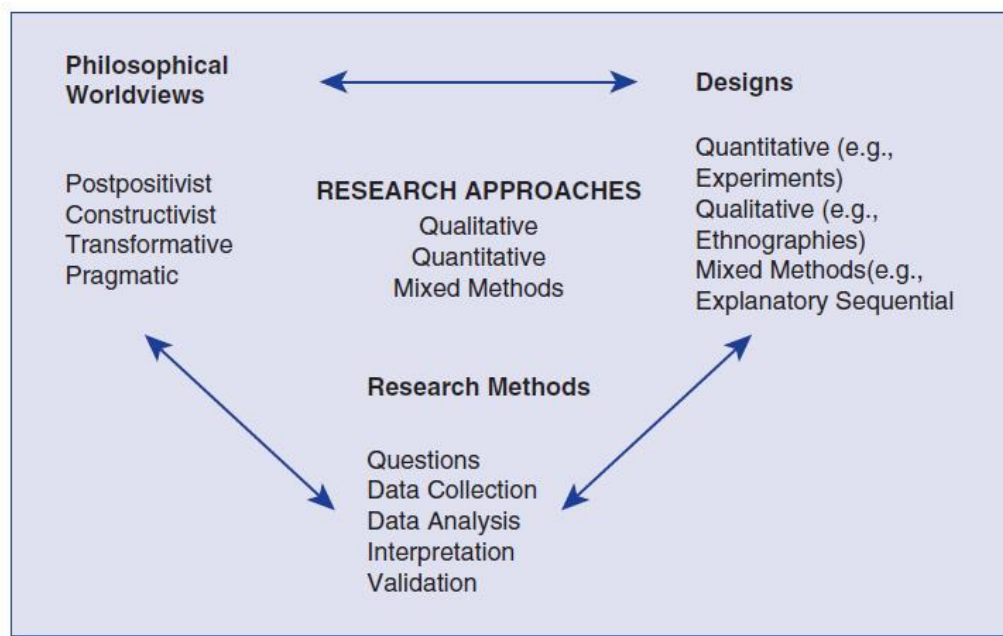 Philosophical
Worldviews
Designs
Postpositivist
Constructivist
Transformative
Pragmatic
RESEARCH APPROACHES
Qualitative
Quantitative
Mixed Methods
Quantitative (e.g.,
Experiments)
Qualitative (e.g.,
Ethnographies)
Mixed Methods(e.g.,
Explanatory Sequential
Research Methods
Questions
Data Collection
Data Analysis
Interpretation
Validation